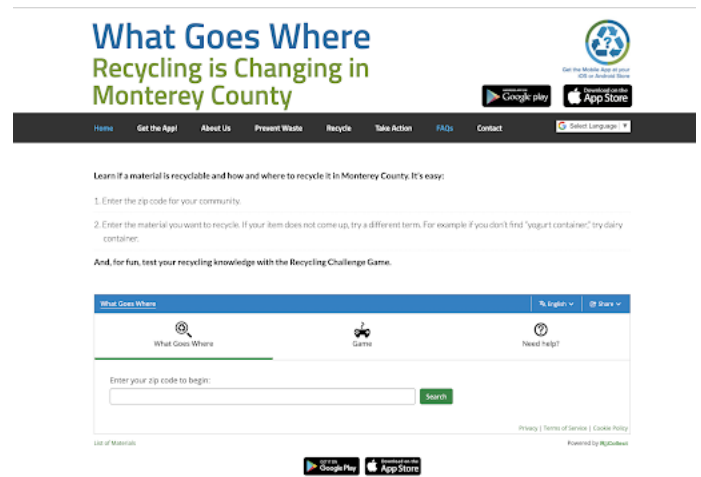 What Goes Where
Recycling is Changing in
Monterey County
Get the Mobile App at your
iOS or Android Store
Google play
Download on the
App Store
Home Get the App! About Us Prevent Waste Recycle Take Action FAQs Contact
G Select Language ▼
Learn if a material is recyclable and how and where to recycle it in Monterey County. It's easy:
1. Enter the zip code for your community.
2. Enter the material you want to recycle. If your item does not come up, try a different term. For example if you don't find "yogurt container," try dairy
container.
And, for fun, test your recycling knowledge with the Recycling Challenge Game.
What Goes Where English Share
What Goes Where Game Need help?
Enter your zip code to begin:
Search
Privacy | Terms of Service | Cookie Policy
List of Materials Powered by ReCollect
GET IT ON
Google Play
Download on the
App Store